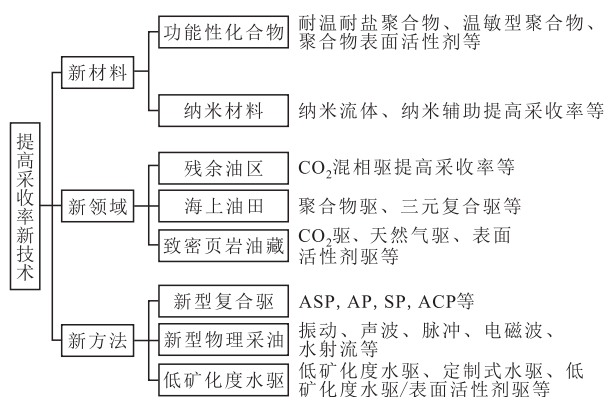 提高采收率新技术
新材料
功能性化合物
耐温耐盐聚合物、温敏型聚合物、
聚合物表面活性剂等
纳米材料
纳米流体、纳米辅助提高采收率等
新领域
残余油区
CO₂混相驱提高采收率等
海上油田
聚合物驱、三元复合驱等
致密页岩油藏
CO₂驱、天然气驱、表面
活性剂驱等
新方法
新型复合驱
ASP, AP, SP, ACP等
新型物理采油
振动、声波、脉冲、电磁波、
水射流等
低矿化度水驱
低矿化度水驱、定制式水驱、低
矿化度水驱/表面活性剂驱等